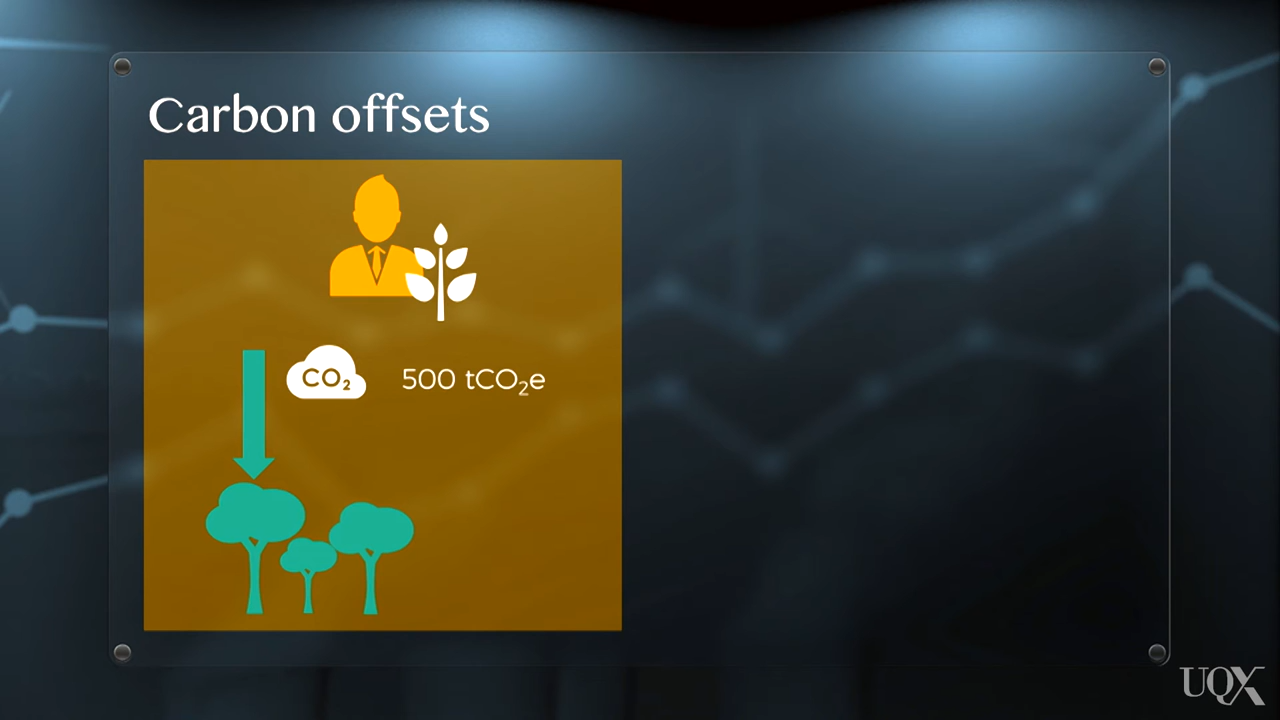 Carbon offsets
CO₂ 500 tCO₂e
UQX